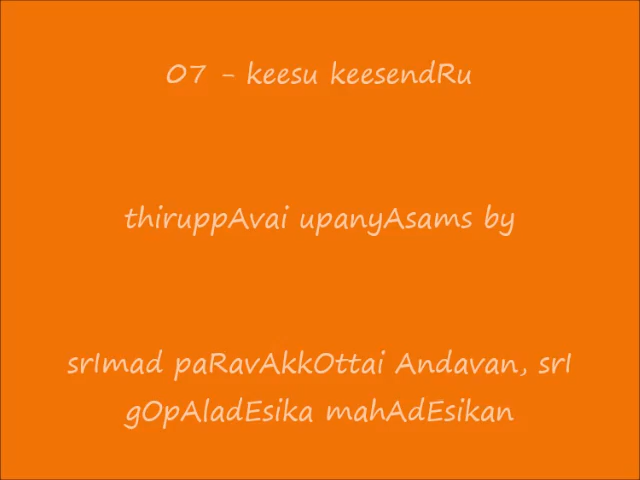 07 - keesu keesendRu
thiruppAvai upanyAsams by
srImad paRavAkkOttai Andavan, srI
gOpAladEsika mahAdEsikan